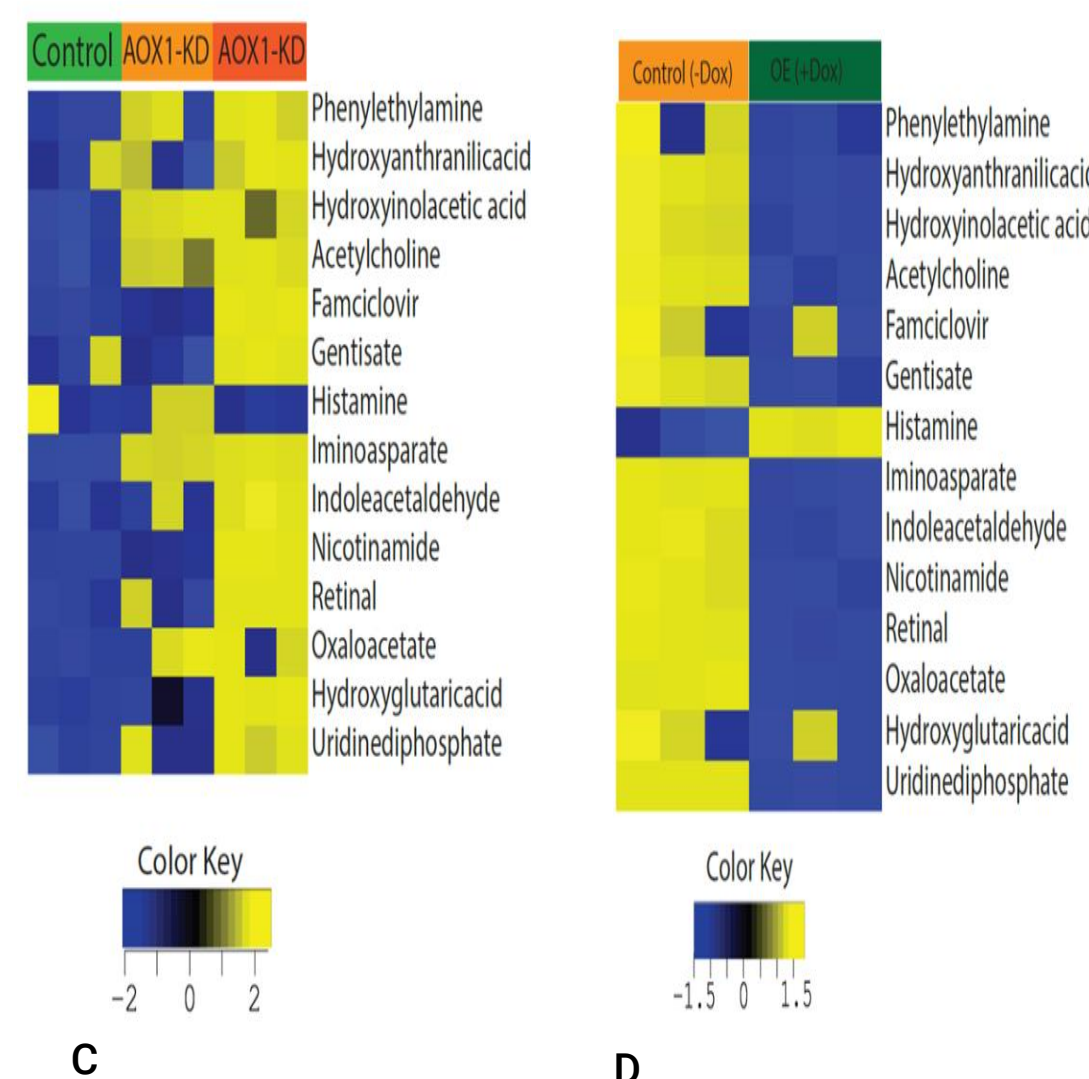 Control AOX1-KD AOX1-KD
Phenylethylamine
Hydroxyanthranilicacid
Hydroxyinolacetic acid
Acetylcholine
Famciclovir
Gentisate
Histamine
Iminoasparate
Indoleacetaldehyde
Nicotinamide
Retinal
Oxaloacetate
Hydroxyglutaricacid
Uridinediphosphate
Color Key
-2 0 2
C
Control (-Dox) OE (+Dox)
Phenylethylamine
Hydroxyanthranilicacid
Hydroxyinolacetic acid
Acetylcholine
Famciclovir
Gentisate
Histamine
Iminoasparate
Indoleacetaldehyde
Nicotinamide
Retinal
Oxaloacetate
Hydroxyglutaricacid
Uridinediphosphate
Color Key
-1.5 0 1.5
D